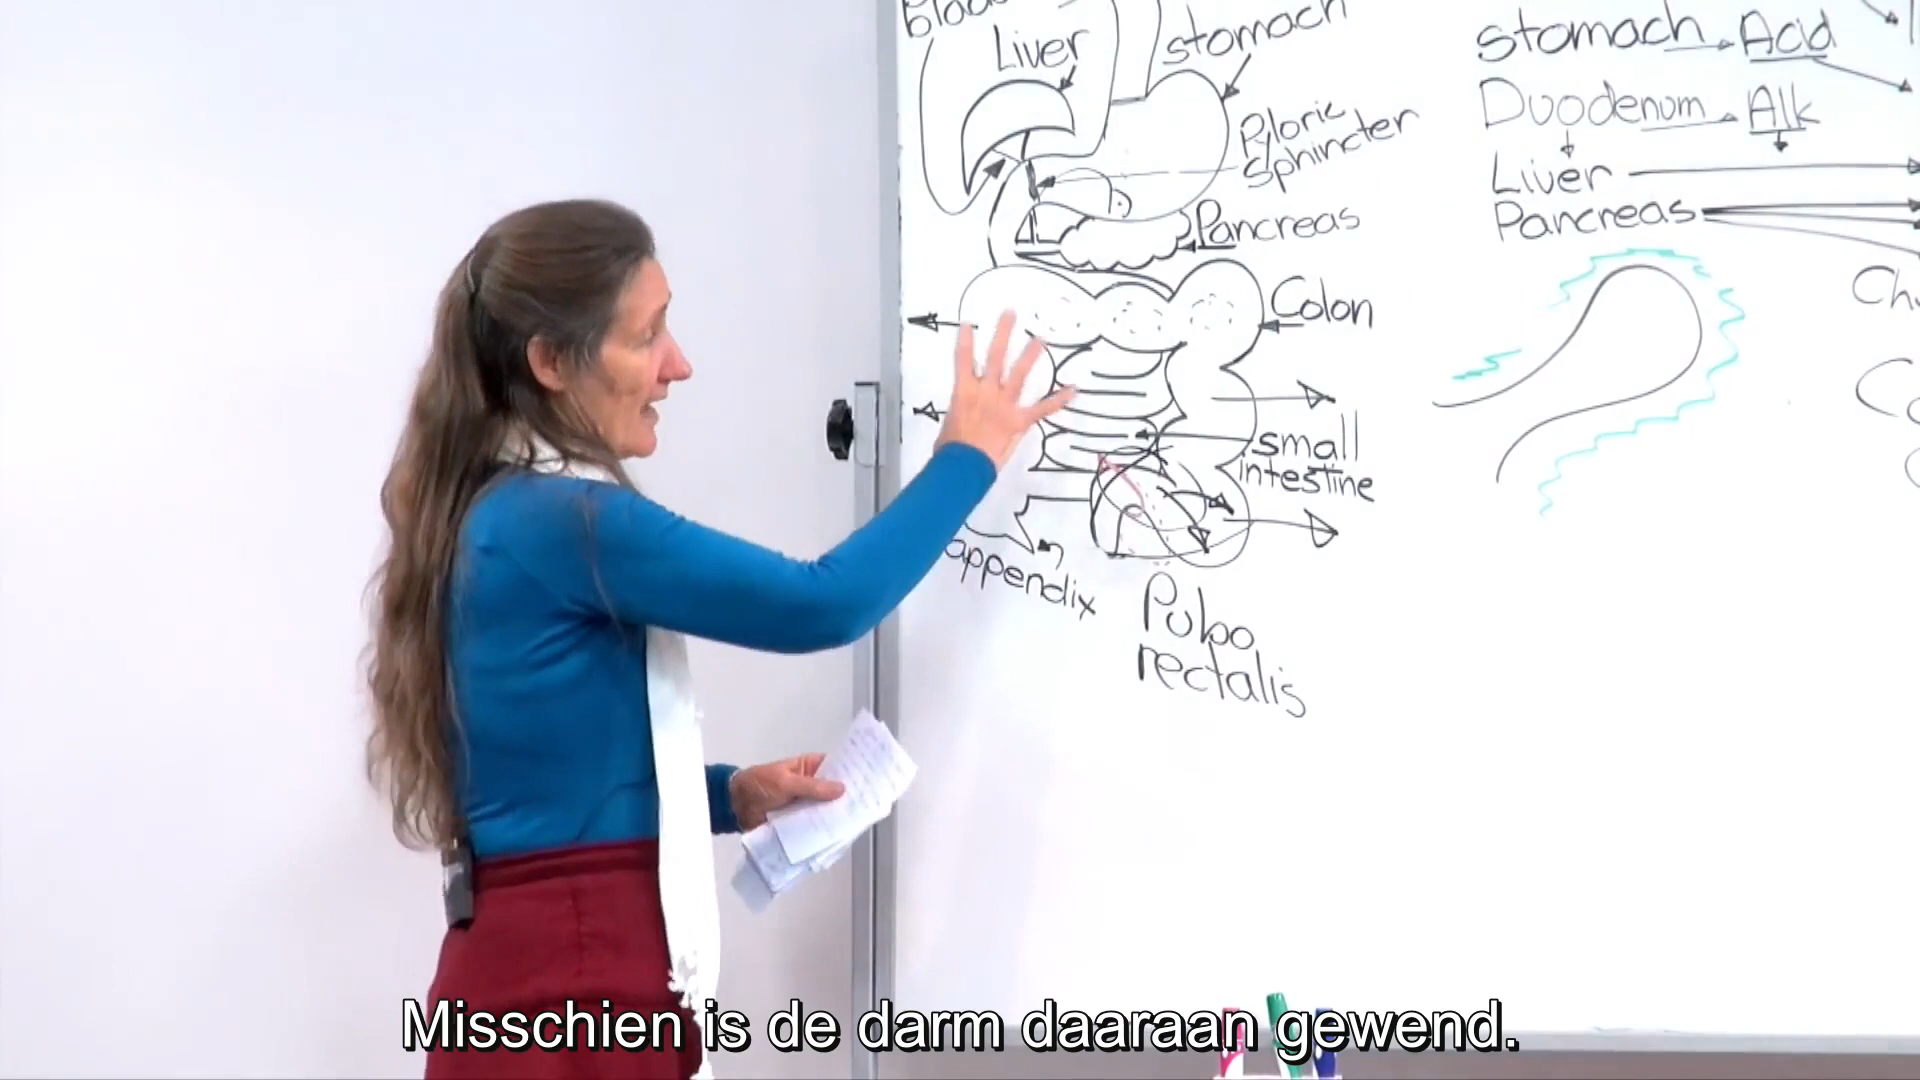 Liver
stomach
Pyloric
sphincter
Pancreas
Colon
small
intestine
appendix
Pubo
rectalis
stomach Acid
Duodenum Alk
Liver
Pancreas
Misschien is de darm daaraan gewend.